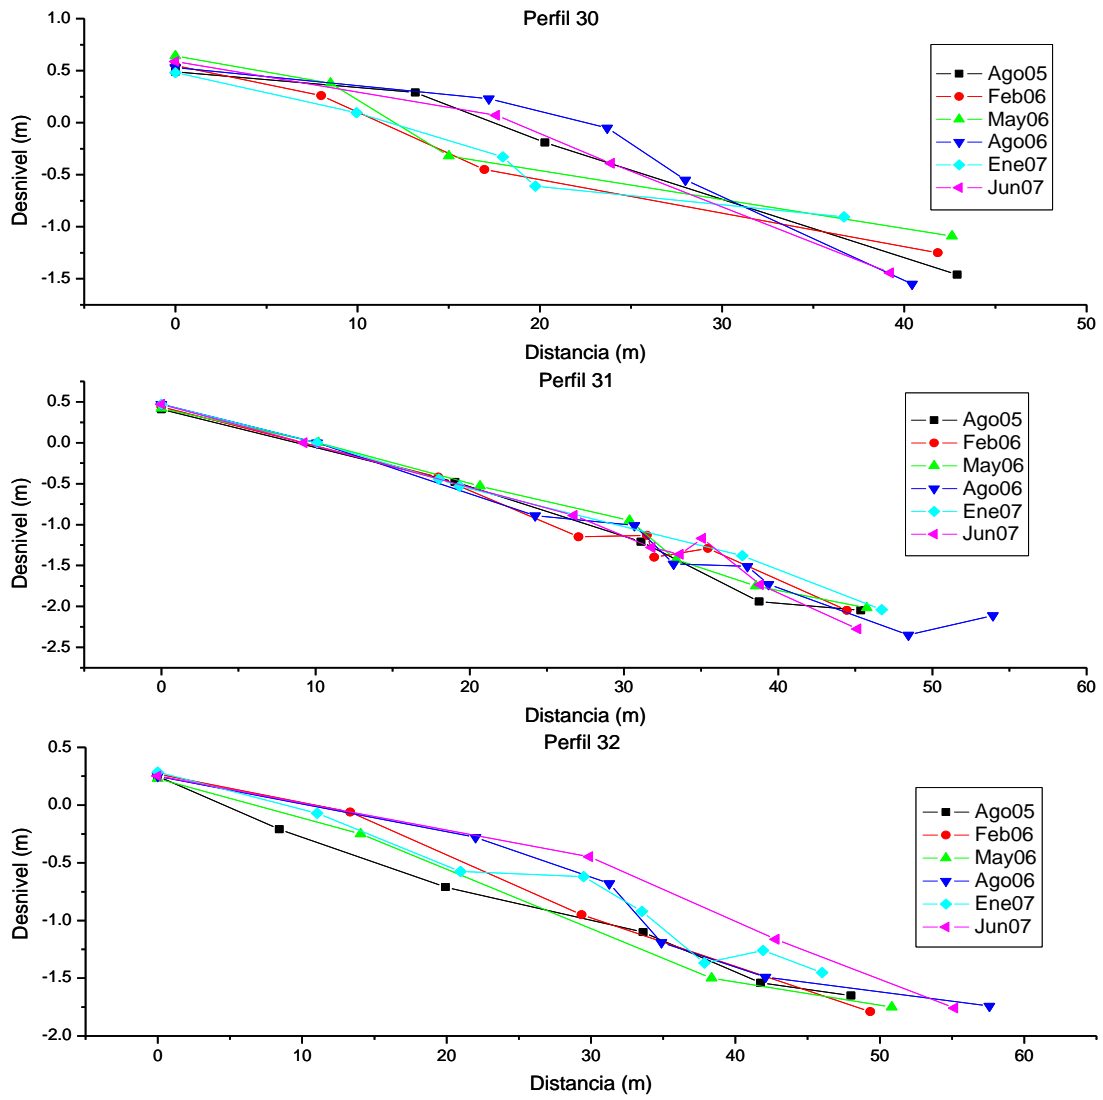 Perfil 30
1.0
0.5
0.0
-0.5
-1.0
-1.5
Desnivel (m)
0 10 20 30 40 50
Distancia (m)
Ago05
Feb06
May06
Ago06
Ene07
Jun07
Perfil 31
0.5
0.0
-0.5
-1.0
-1.5
-2.0
-2.5
Desnivel (m)
0 10 20 30 40 50 60
Distancia (m)
Ago05
Feb06
May06
Ago06
Ene07
Jun07
Perfil 32
0.5
0.0
-0.5
-1.0
-1.5
-2.0
Desnivel (m)
0 10 20 30 40 50 60
Distancia (m)
Ago05
Feb06
May06
Ago06
Ene07
Jun07